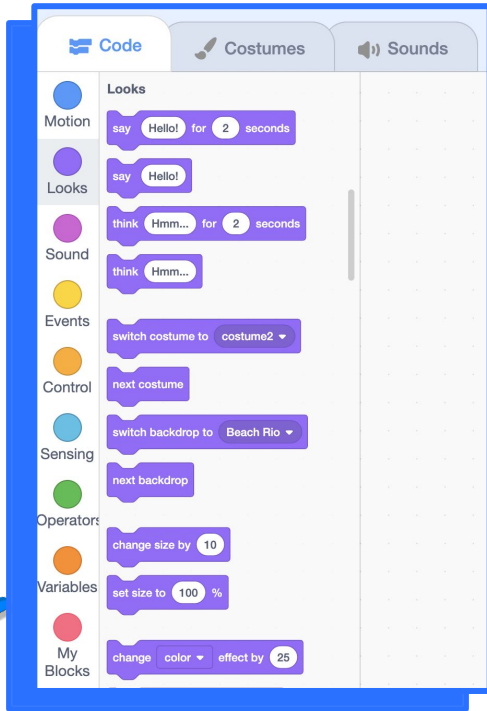 Code
Costumes
Sounds
Motion
Looks
Sound
Events
Control
Sensing
Operators
Variables
My
Blocks
Looks
say Hello! for 2 seconds
say Hello!
think Hmm... for 2 seconds
think Hmm...
switch costume to costume2
next costume
switch backdrop to Beach Rio
next backdrop
change size by 10
set size to 100 %
change color effect by 25